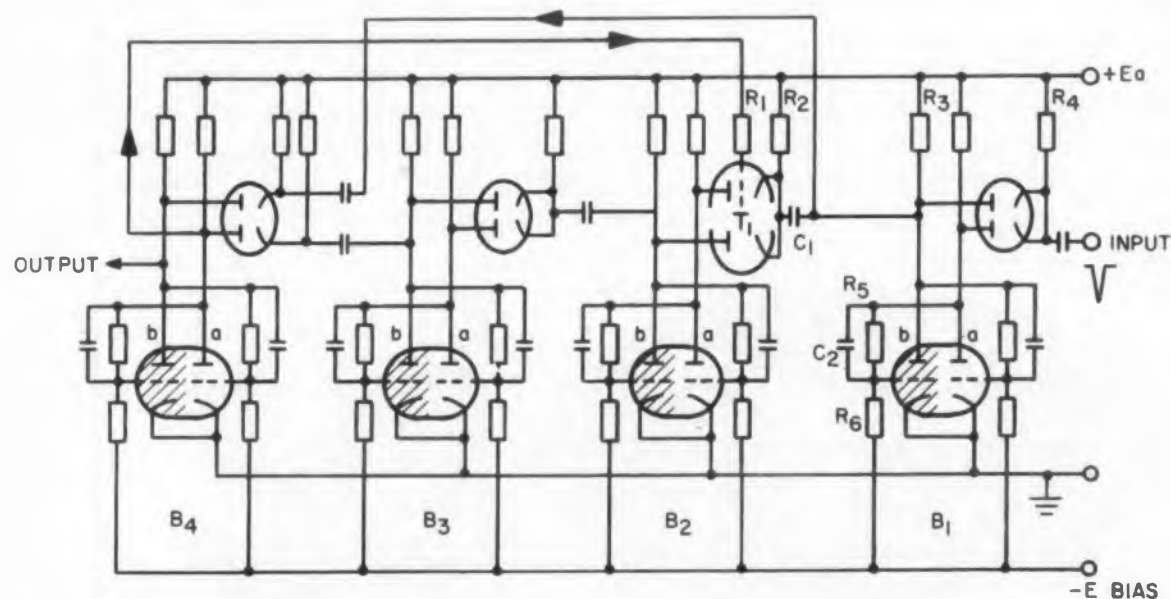 +Ea
R1 R2 R3 R4
T1
C1
INPUT
OUTPUT
R5
b a b a b a b a
C2
R6
B4 B3 B2 B1
-E BIAS